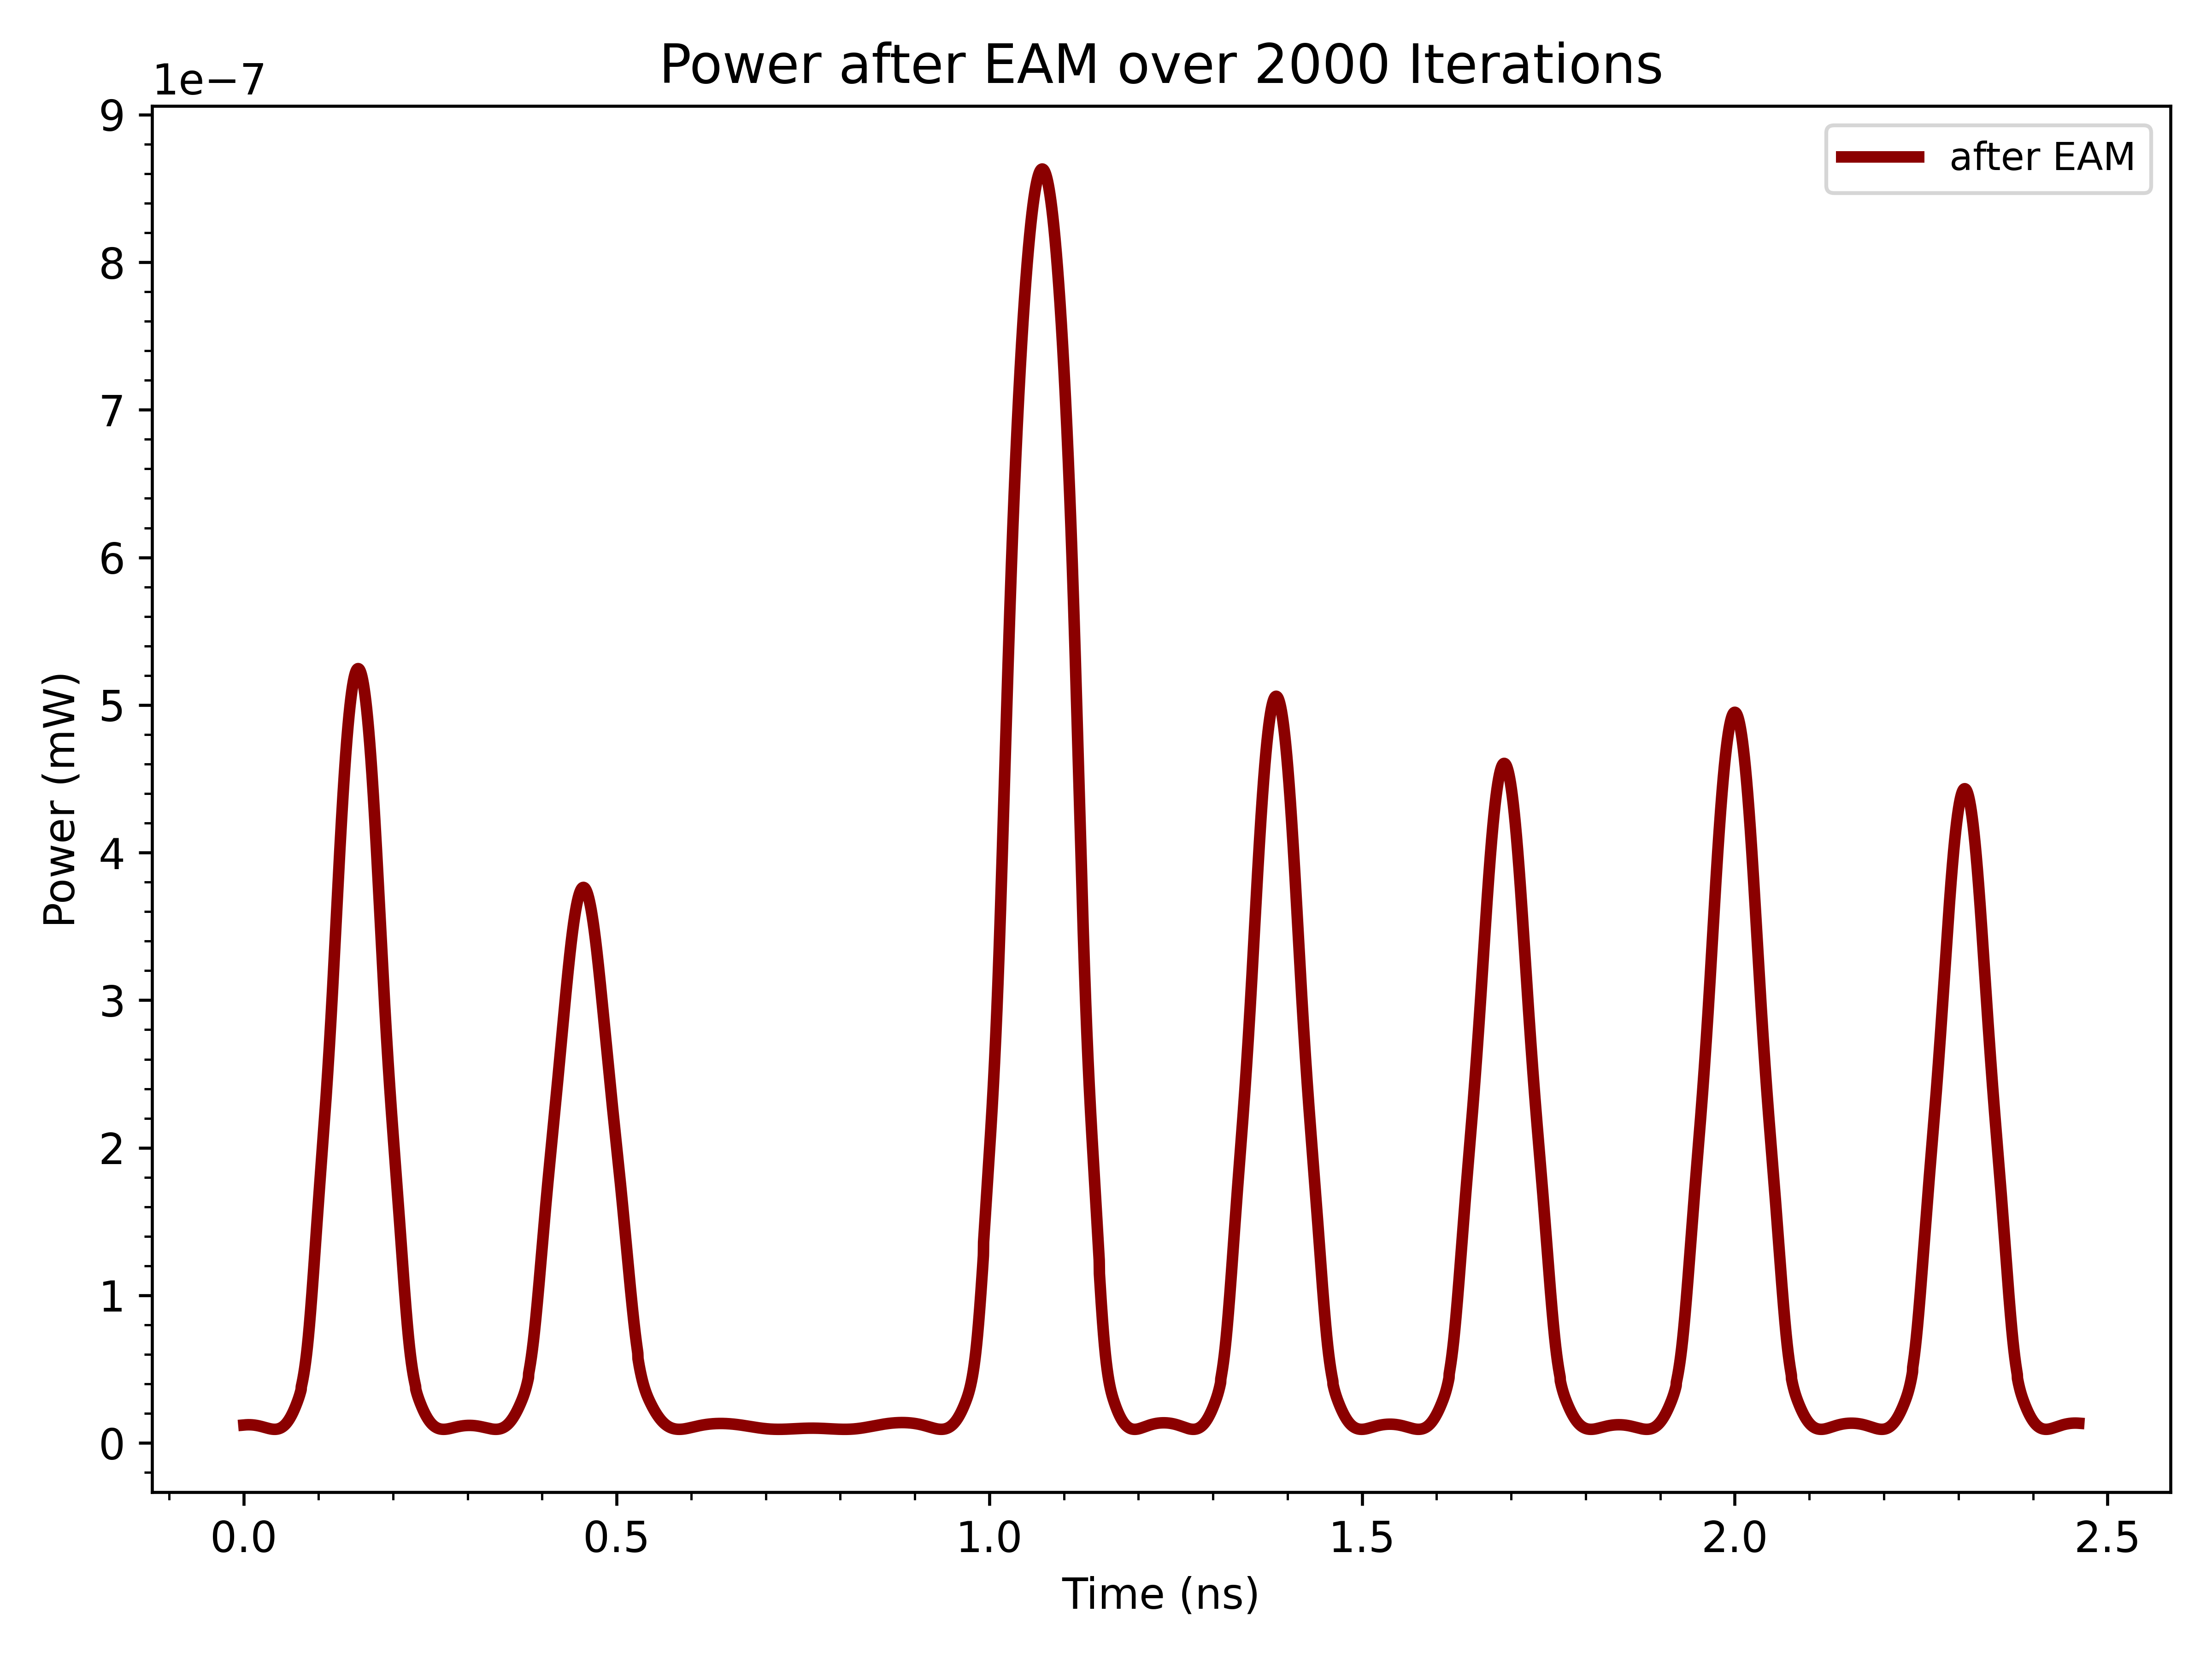 Power after EAM over 2000 Iterations
1e−7
after EAM
9
8
7
6
5
4
3
2
1
0
Power (mW)
0.0 0.5 1.0 1.5 2.0 2.5
Time (ns)